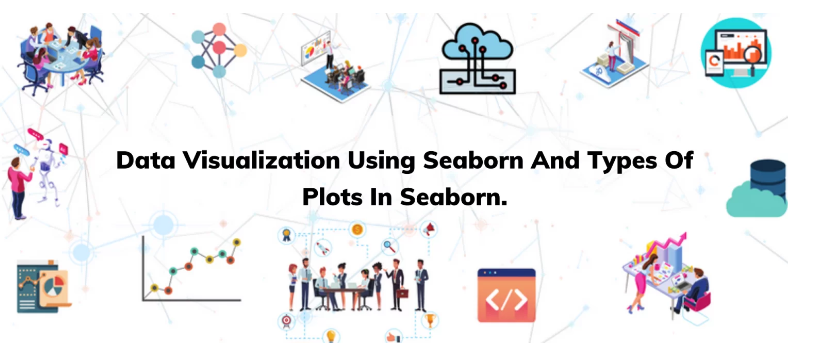 Data Visualization Using Seaborn And Types Of
Plots In Seaborn.